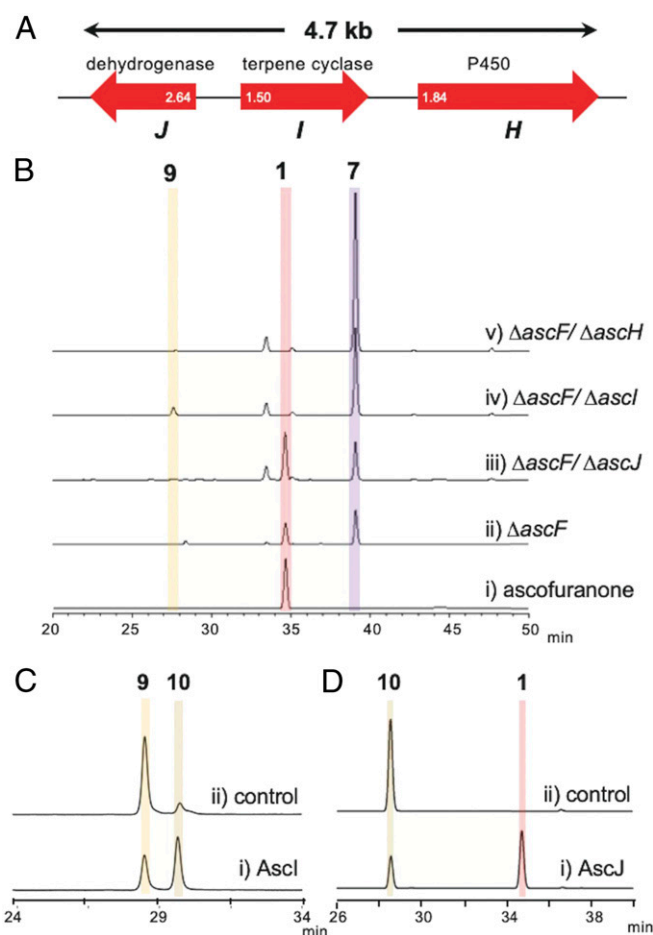 A
4.7 kb
dehydrogenase terpene cyclase P450
2.64 1.50 1.84
J I H
B
9 1 7
v) ΔascF/ ΔascH
iv) ΔascF/ ΔascI
iii) ΔascF/ ΔascJ
ii) ΔascF
i) ascofuranone
20 25 30 35 40 45 50
min
C
9 10
ii) control
i) AscI
24 29 34
min
D
10 1
ii) control
i) AscJ
26 30 34 38
min